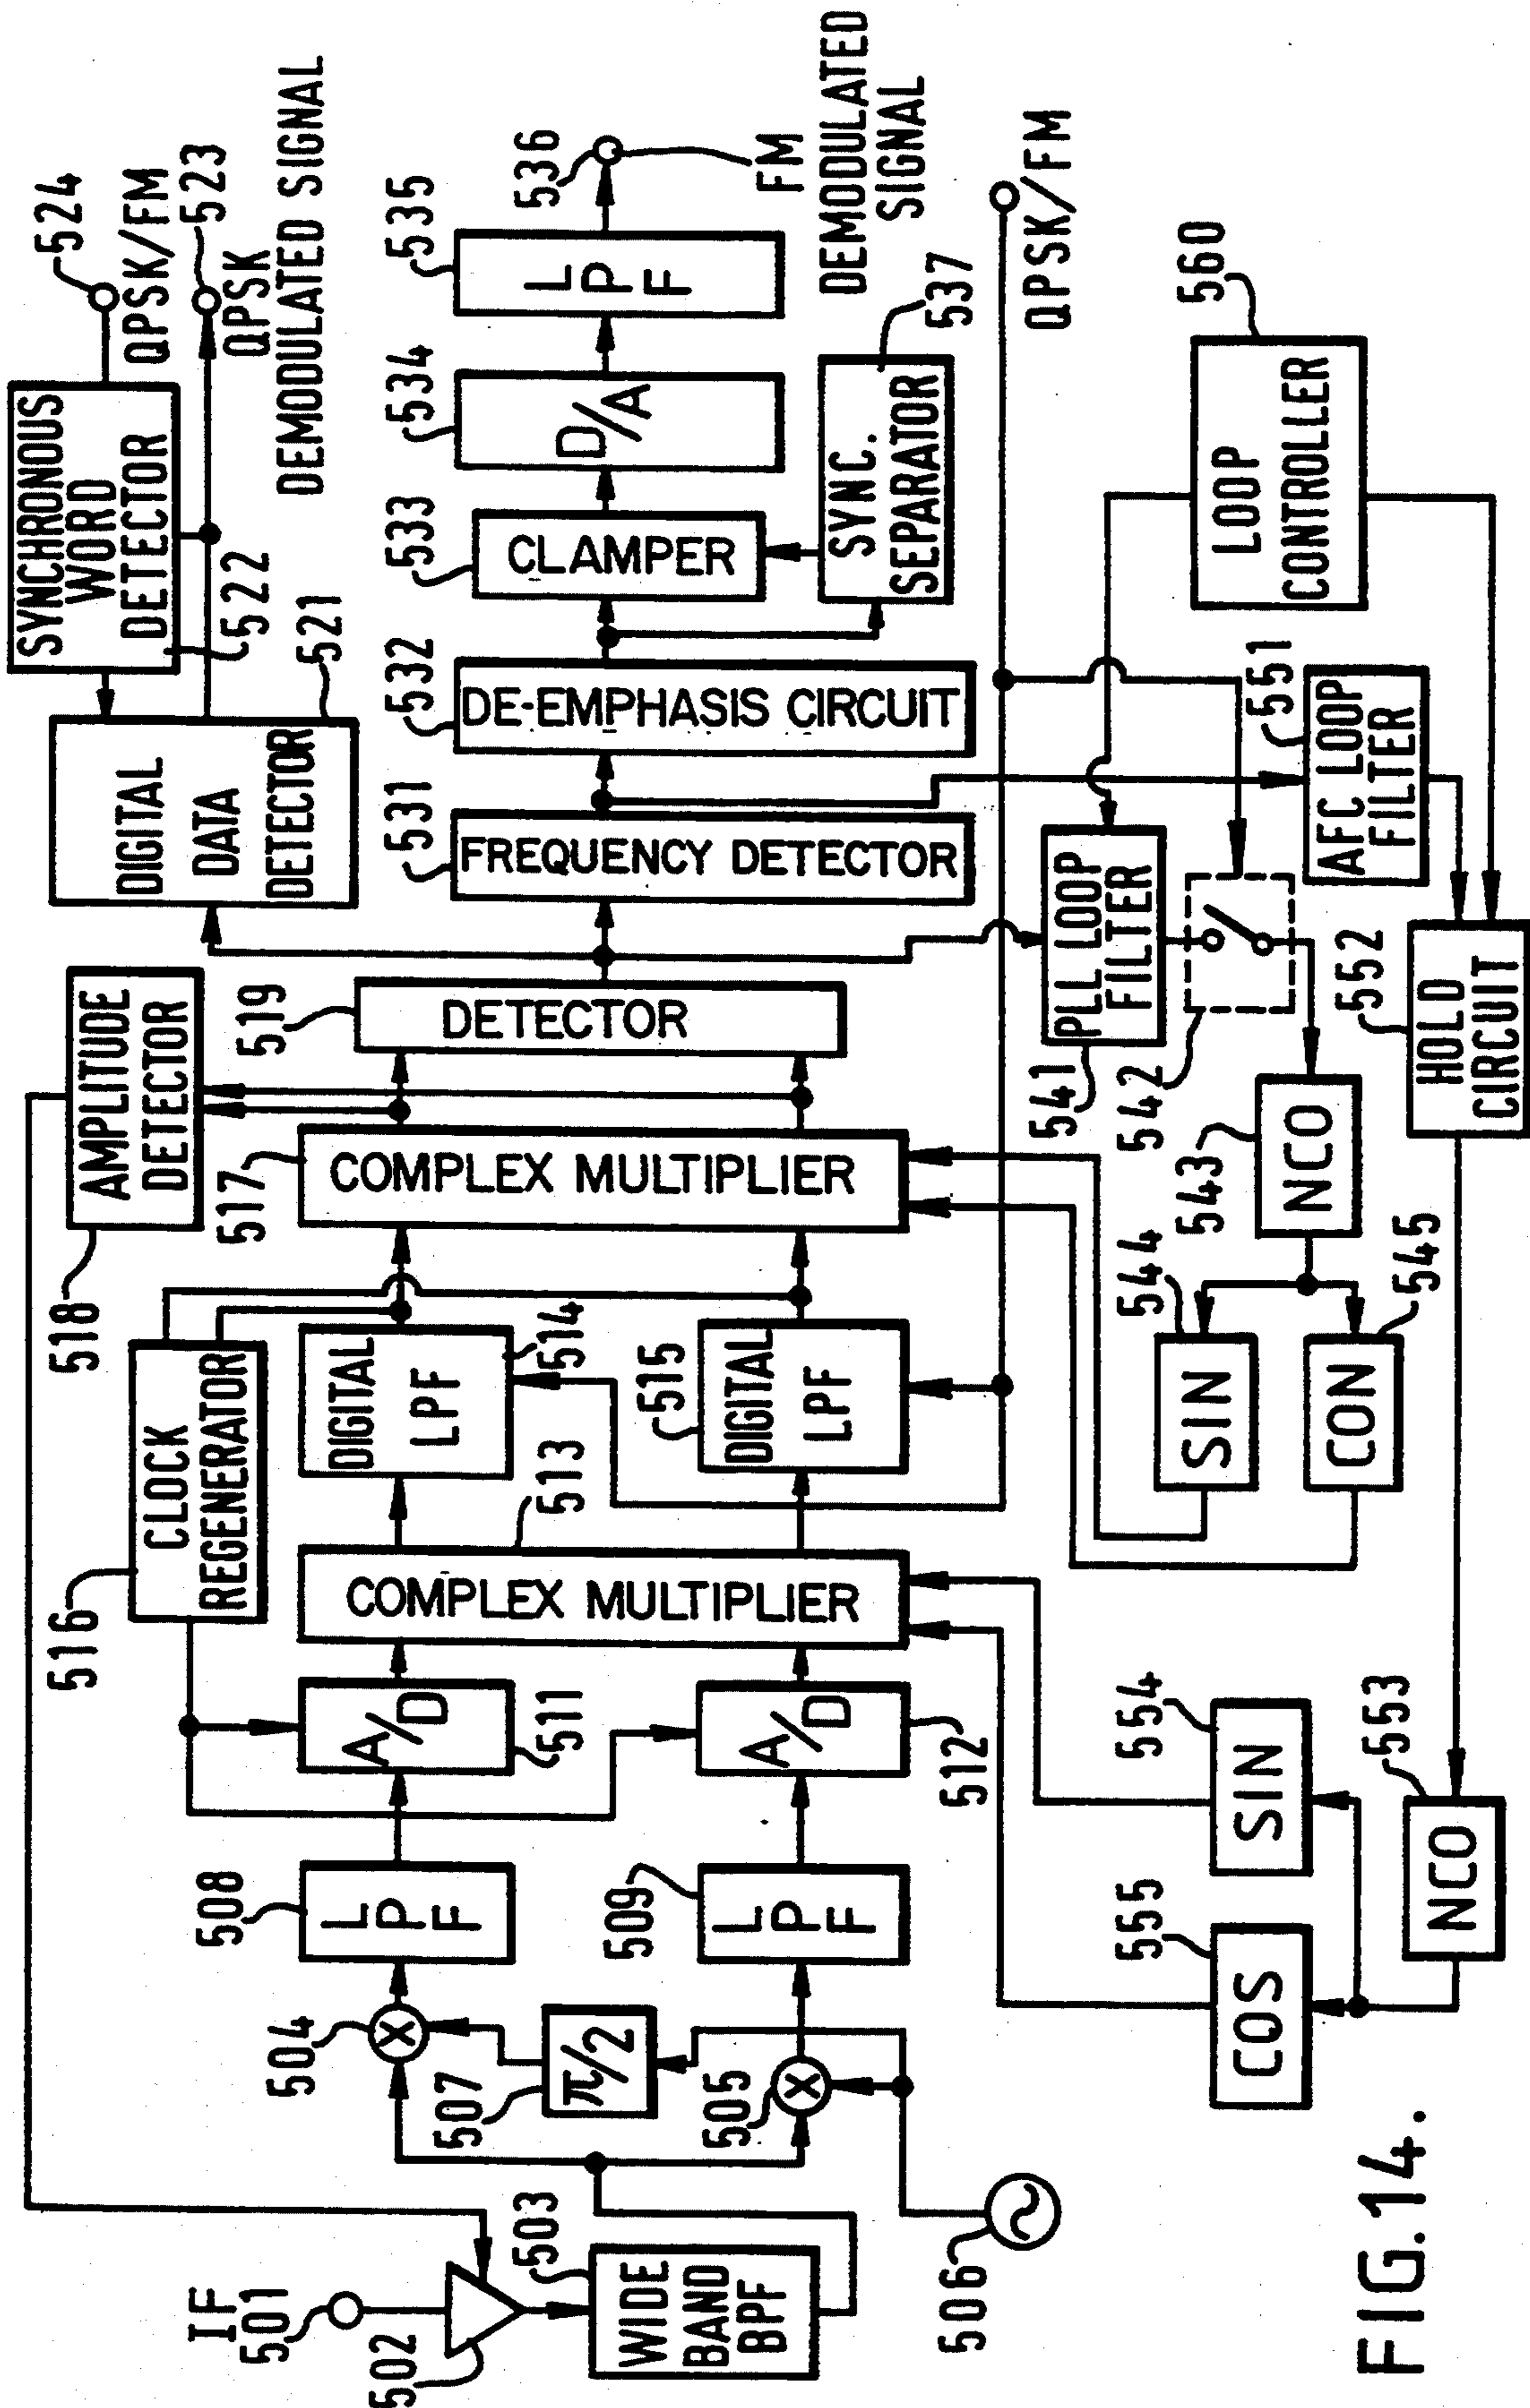 524
QPSK/FM
523
QPSK
DEMODULATED SIGNAL
SYNCHRONOUS
WORD
DETECTOR
522
521
DIGITAL
DATA
DETECTOR
AMPLITUDE
DETECTOR
518
CLOCK
REGENERATOR
516
IF
501
502
503
WIDE
BAND
BPF
504
505
506
507
π/2
508
LPF
509
LPF
A/D
511
A/D
512
513
COMPLEX MULTIPLIER
DIGITAL
LPF
514
515
DIGITAL
LPF
517
COMPLEX MULTIPLIER
519
DETECTOR
531
FREQUENCY DETECTOR
532
DE-EMPHASIS CIRCUIT
533
CLAMPER
534
D/A
535
LPF
536
FM
DEMODULATED
SIGNAL
537
SYNC.
SEPARATOR
QPSK/FM
560
LOOP
CONTROLLER
541
PLL LOOP
FILTER
542
551
AFC LOOP
FILTER
552
HOLD
CIRCUIT
543
NCO
544
SIN
545
CON
553
NCO
554
SIN
555
COS
FIG.14.